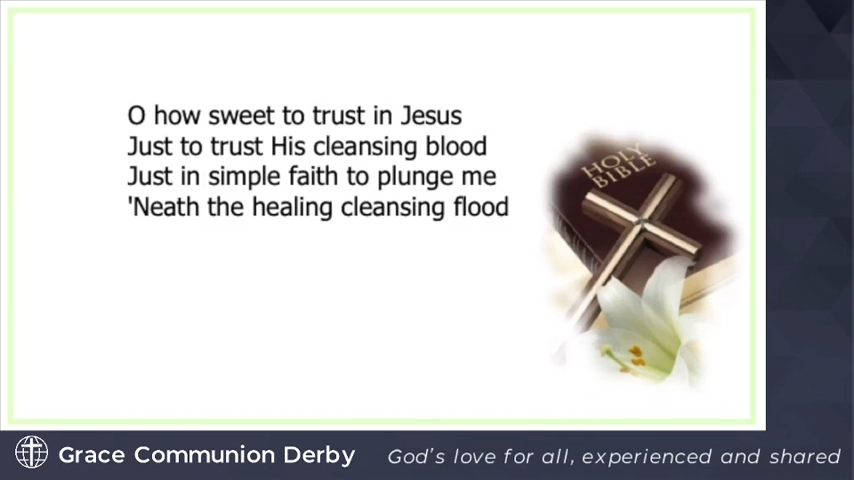 O how sweet to trust in Jesus
Just to trust His cleansing blood
Just in simple faith to plunge me
'Neath the healing cleansing flood
HOLY
BIBLE
Grace Communion Derby
God's love for all, experienced and shared